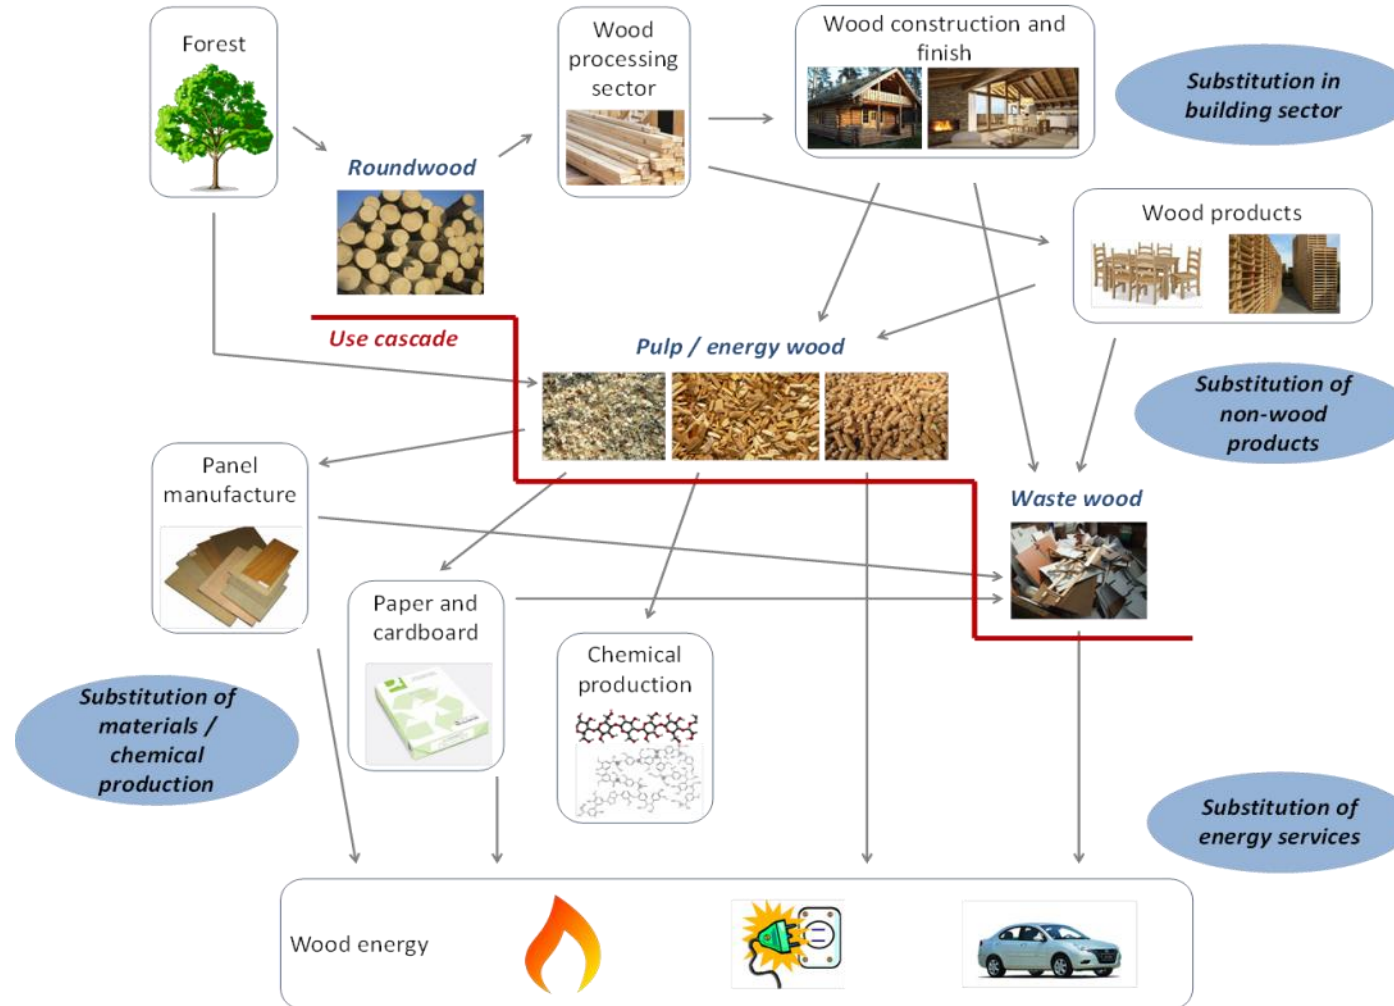 Forest
Wood
processing
sector
Wood construction and
finish
Substitution in
building sector
Roundwood
Wood products
Use cascade
Pulp / energy wood
Substitution of
non-wood
products
Panel
manufacture
Waste wood
Paper and
cardboard
Chemical
production
Substitution of
materials /
chemical
production
Substitution of
energy services
Wood energy